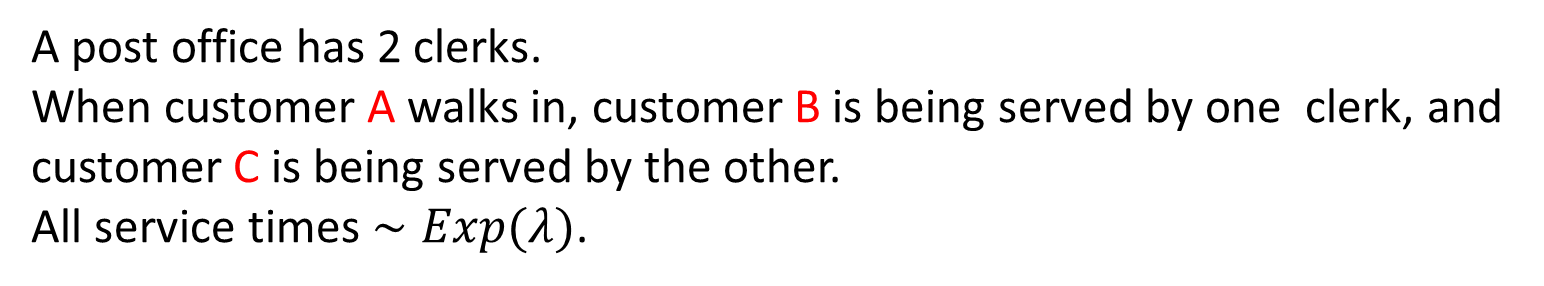 A post office has 2 clerks.
When customer A walks in, customer B is being served by one clerk, and
customer C is being served by the other.
All service times ~ Exp(λ).